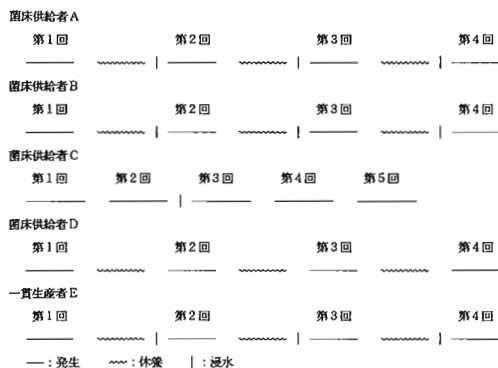 菌床供給者A
第1回 第2回 第3回 第4回
菌床供給者B
第1回 第2回 第3回 第4回
菌床供給者C
第1回 第2回 第3回 第4回 第5回
菌床供給者D
第1回 第2回 第3回 第4回
一貫生産者E
第1回 第2回 第3回 第4回
──：発生 〰〰：休養 ｜：浸水